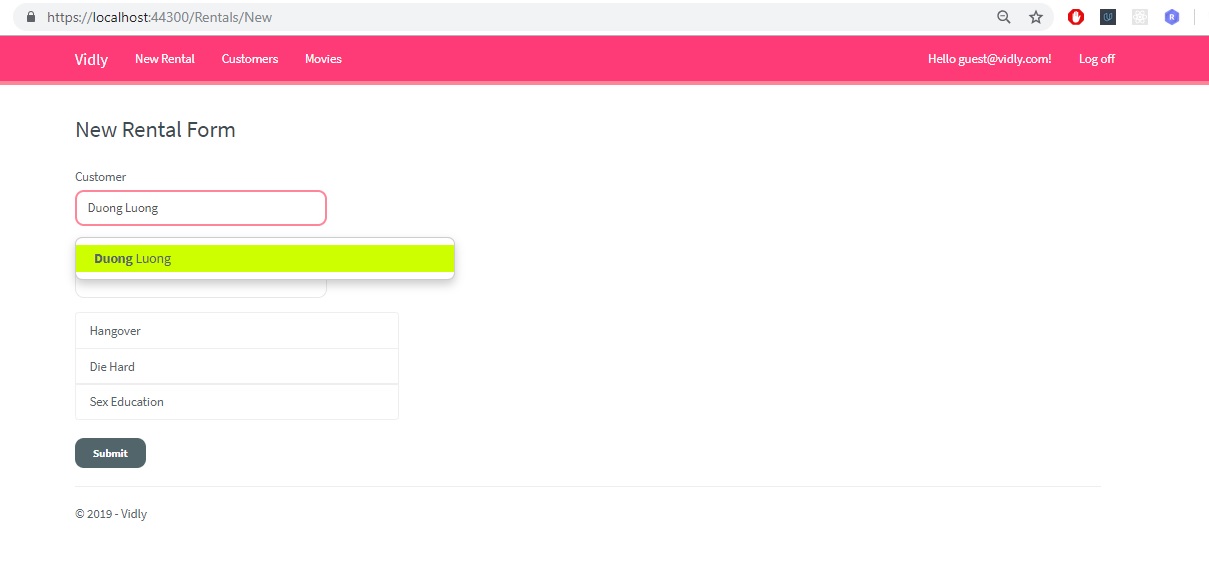 https://localhost:44300/Rentals/New
Vidly New Rental Customers Movies Hello guest@vidly.com! Log off
New Rental Form
Customer
Duong Luong
Duong Luong
Hangover
Die Hard
Sex Education
Submit
© 2019 - Vidly